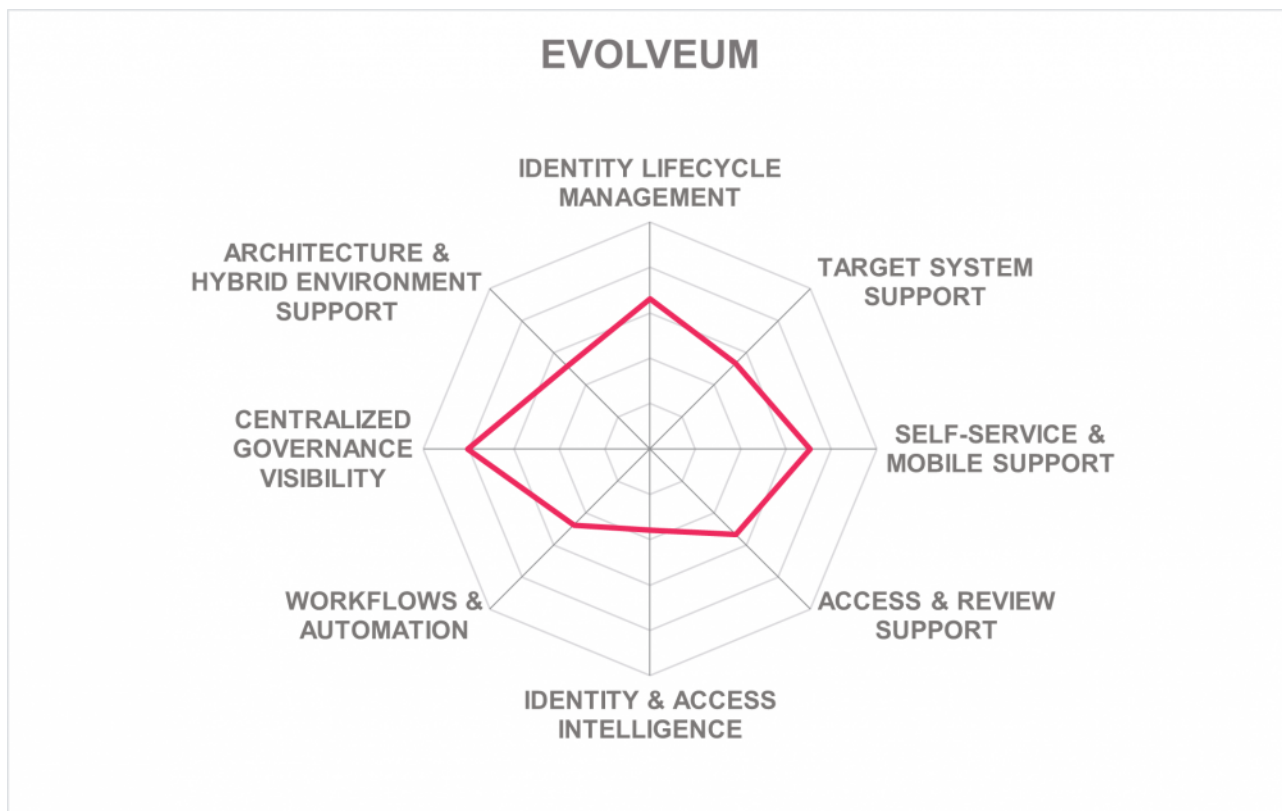 EVOLVEUM
IDENTITY LIFECYCLE
MANAGEMENT
ARCHITECTURE &
HYBRID ENVIRONMENT
SUPPORT
TARGET SYSTEM
SUPPORT
CENTRALIZED
GOVERNANCE
VISIBILITY
SELF-SERVICE &
MOBILE SUPPORT
WORKFLOWS &
AUTOMATION
ACCESS & REVIEW
SUPPORT
IDENTITY & ACCESS
INTELLIGENCE